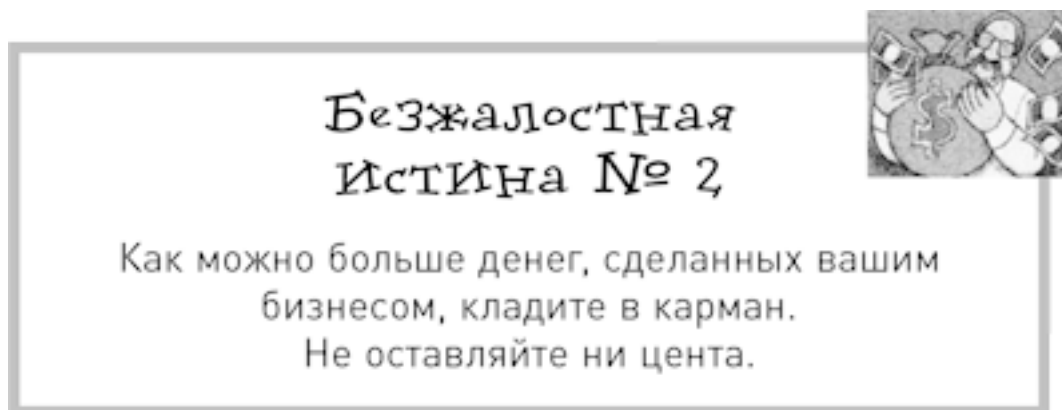 Безжалостная
истина № 2
Как можно больше денег, сделанных вашим
бизнесом, кладите в карман.
Не оставляйте ни цента.